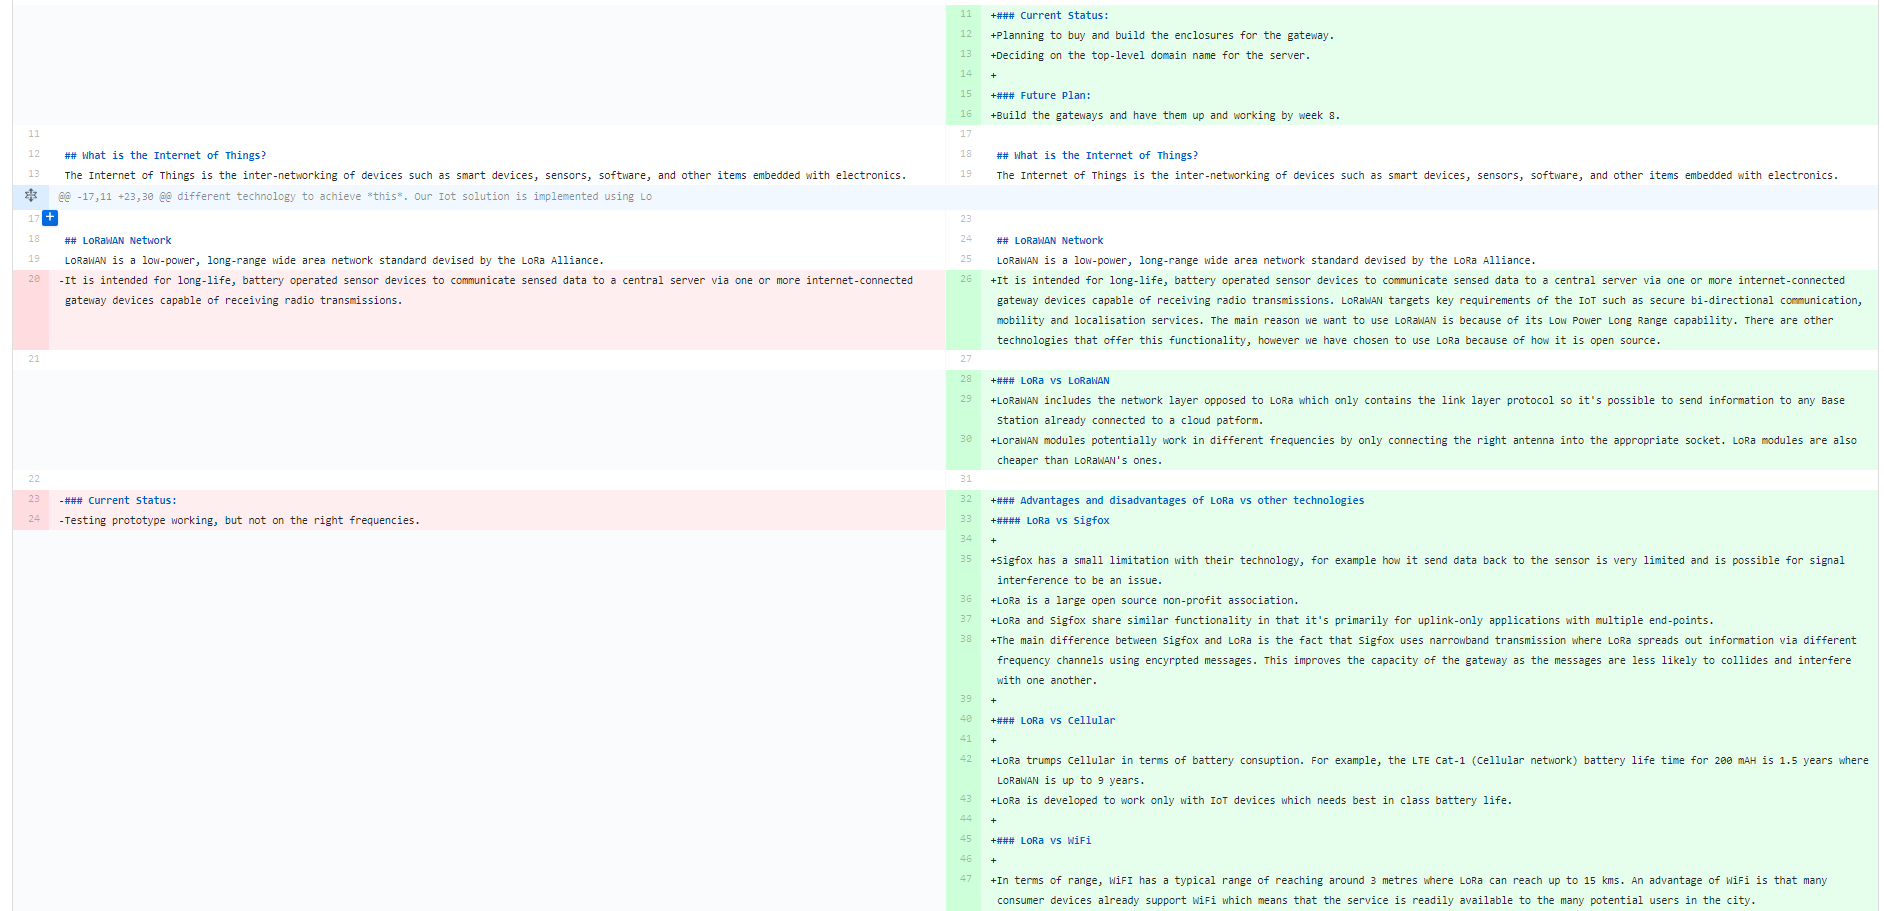 11 +### Current Status:
12 +Planning to buy and build the enclosures for the gateway.
13 +Deciding on the top-level domain name for the server.
14 +
15 +### Future Plan:
16 +Build the gateways and have them up and working by week 8.
11 17
12 ## What is the Internet of Things? 18 ## What is the Internet of Things?
13 The Internet of Things is the inter-networking of devices such as smart devices, sensors, software, and other items embedded with electronics. 19 The Internet of Things is the inter-networking of devices such as smart devices, sensors, software, and other items embedded with electronics.
@@ -17,11 +23,30 @@ different technology to achieve *this*. Our Iot solution is implemented using Lo
17 + 23
18 ## LoRaWAN Network 24 ## LoRaWAN Network
19 LoRaWAN is a low-power, long-range wide area network standard devised by the LoRa Alliance. 25 LoRaWAN is a low-power, long-range wide area network standard devised by the LoRa Alliance.
20 -It is intended for long-life, battery operated sensor devices to communicate sensed data to a central server via one or more internet-connected
gateway devices capable of receiving radio transmissions.
26 +It is intended for long-life, battery operated sensor devices to communicate sensed data to a central server via one or more internet-connected
gateway devices capable of receiving radio transmissions. LoRaWAN targets key requirements of the IoT such as secure bi-directional communication,
mobility and localisation services. The main reason we want to use LoRaWAN is because of its Low Power Long Range capability. There are other
technologies that offer this functionality, however we have chosen to use LoRa because of how it is open source.
21 27
28 +### LoRa vs LoRaWAN
29 +LoRaWAN includes the network layer opposed to LoRa which only contains the link layer protocol so it's possible to send information to any Base
Station already connected to a cloud patform.
30 +LoraWAN modules potentially work in different frequencies by only connecting the right antenna into the appropriate socket. LoRa modules are also
cheaper than LoRaWAN's ones.
22 31
23 -### Current Status:
24 -Testing prototype working, but not on the right frequencies.
32 +### Advantages and disadvantages of LoRa vs other technologies
33 +#### LoRa vs Sigfox
34 +
35 +Sigfox has a small limitation with their technology, for example how it send data back to the sensor is very limited and is possible for signal
interference to be an issue.
36 +LoRa is a large open source non-profit association.
37 +LoRa and Sigfox share similar functionality in that it's primarily for uplink-only applications with multiple end-points.
38 +The main difference between Sigfox and LoRa is the fact that Sigfox uses narrowband transmission where LoRa spreads out information via different
frequency channels using encyrpted messages. This improves the capacity of the gateway as the messages are less likely to collides and interfere
with one another.
39 +
40 +### LoRa vs Cellular
41 +
42 +LoRa trumps Cellular in terms of battery consuption. For example, the LTE Cat-1 (Cellular network) battery life time for 200 mAH is 1.5 years where
LoRaWAN is up to 9 years.
43 +LoRa is developed to work only with IoT devices which needs best in class battery life.
44 +
45 +### LoRa vs WiFi
46 +
47 +In terms of range, WiFI has a typical range of reaching around 3 metres where LoRa can reach up to 15 kms. An advantage of WiFi is that many
consumer devices already support WiFi which means that the service is readily available to the many potential users in the city.